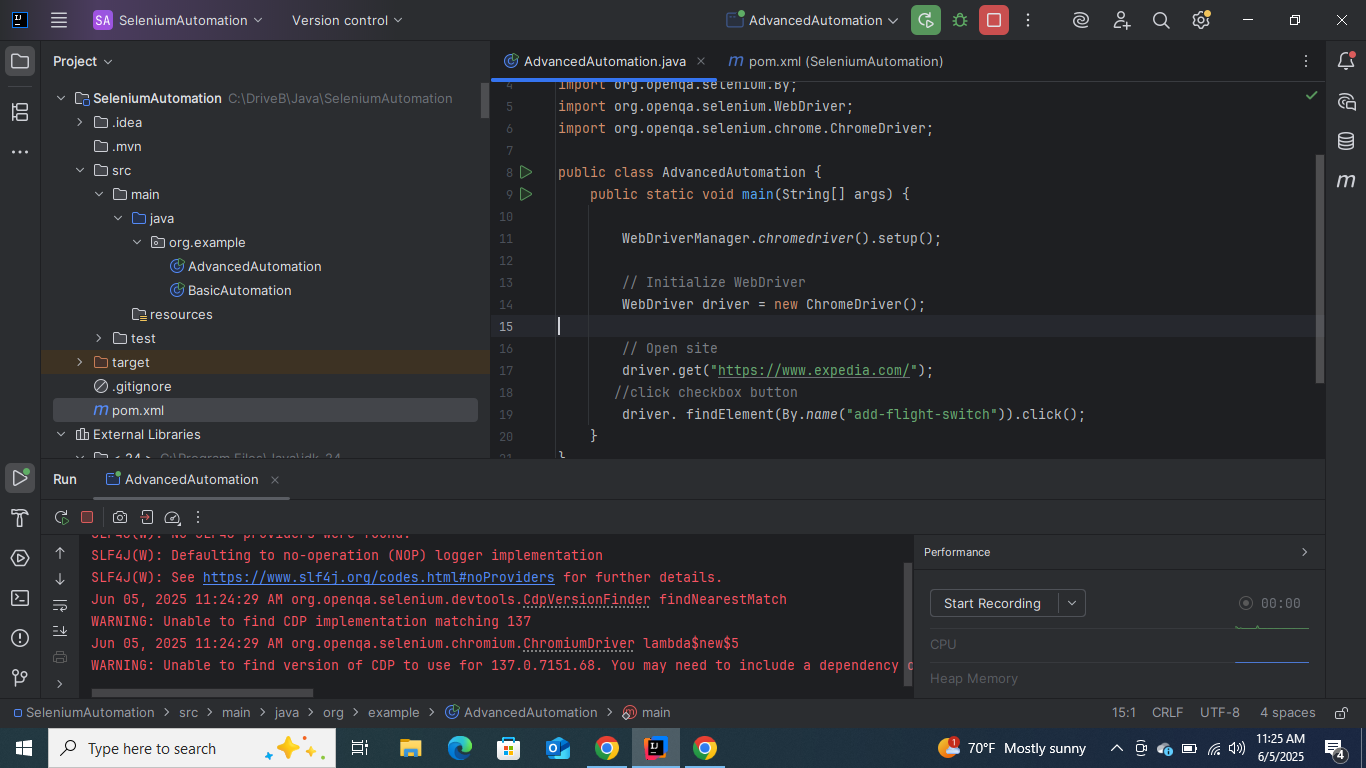 SA SeleniumAutomation Version control AdvancedAutomation
Project
SeleniumAutomation C:\DriveB\Java\SeleniumAutomation
.idea
.mvn
src
main
java
org.example
AdvancedAutomation
BasicAutomation
resources
test
target
.gitignore
m pom.xml
External Libraries
< 24 > C:\Program Files\Java\jdk-24
AdvancedAutomation.java m pom.xml (SeleniumAutomation)
4 import org.openqa.selenium.By;
5 import org.openqa.selenium.WebDriver;
6 import org.openqa.selenium.chrome.ChromeDriver;
7
8 public class AdvancedAutomation {
9 public static void main(String[] args) {
10
11 WebDriverManager.chromedriver().setup();
12
13 // Initialize WebDriver
14 WebDriver driver = new ChromeDriver();
15
16 // Open site
17 driver.get("https://www.expedia.com/");
18 //click checkbox button
19 driver. findElement(By.name("add-flight-switch")).click();
20 }
21 }
m
Run AdvancedAutomation
SLF4J(W): No SLF4J providers were found.
SLF4J(W): Defaulting to no-operation (NOP) logger implementation
SLF4J(W): See https://www.slf4j.org/codes.html#noProviders for further details.
Jun 05, 2025 11:24:29 AM org.openqa.selenium.devtools.CdpVersionFinder findNearestMatch
WARNING: Unable to find CDP implementation matching 137
Jun 05, 2025 11:24:29 AM org.openqa.selenium.chromium.ChromiumDriver lambda$new$5
WARNING: Unable to find version of CDP to use for 137.0.7151.68. You may need to include a dependency
Performance
Start Recording 00:00
CPU
Heap Memory
SeleniumAutomation > src > main > java > org > example > AdvancedAutomation > main 15:1 CRLF UTF-8 4 spaces
Type here to search 1 70°F Mostly sunny 11:25 AM
6/5/2025
4